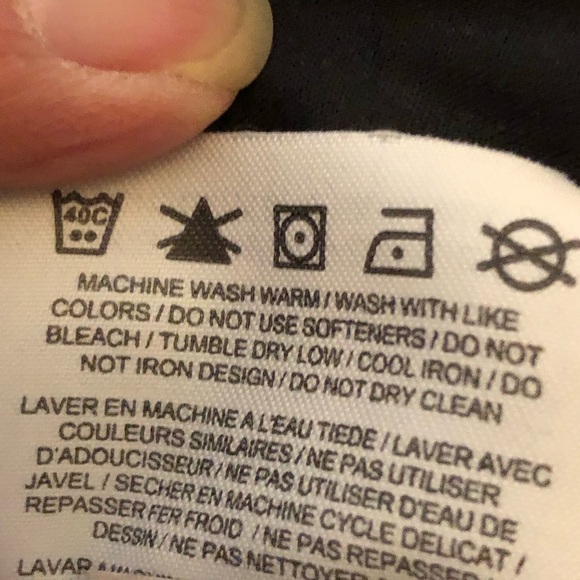 40C
MACHINE WASH WARM / WASH WITH LIKE
COLORS / DO NOT USE SOFTENERS / DO NOT
BLEACH / TUMBLE DRY LOW / COOL IRON / DO
NOT IRON DESIGN / DO NOT DRY CLEAN
LAVER EN MACHINE A L'EAU TIEDE / LAVER AVEC
COULEURS SIMILAIRES / NE PAS UTILISER
D'ADOUCISSEUR / NE PAS UTILISER D'EAU DE
JAVEL / SECHER EN MACHINE CYCLE DELICAT /
REPASSER FER FROID / NE PAS REPASSER
DESSIN / NE PAS NETTOYER
LAVAR